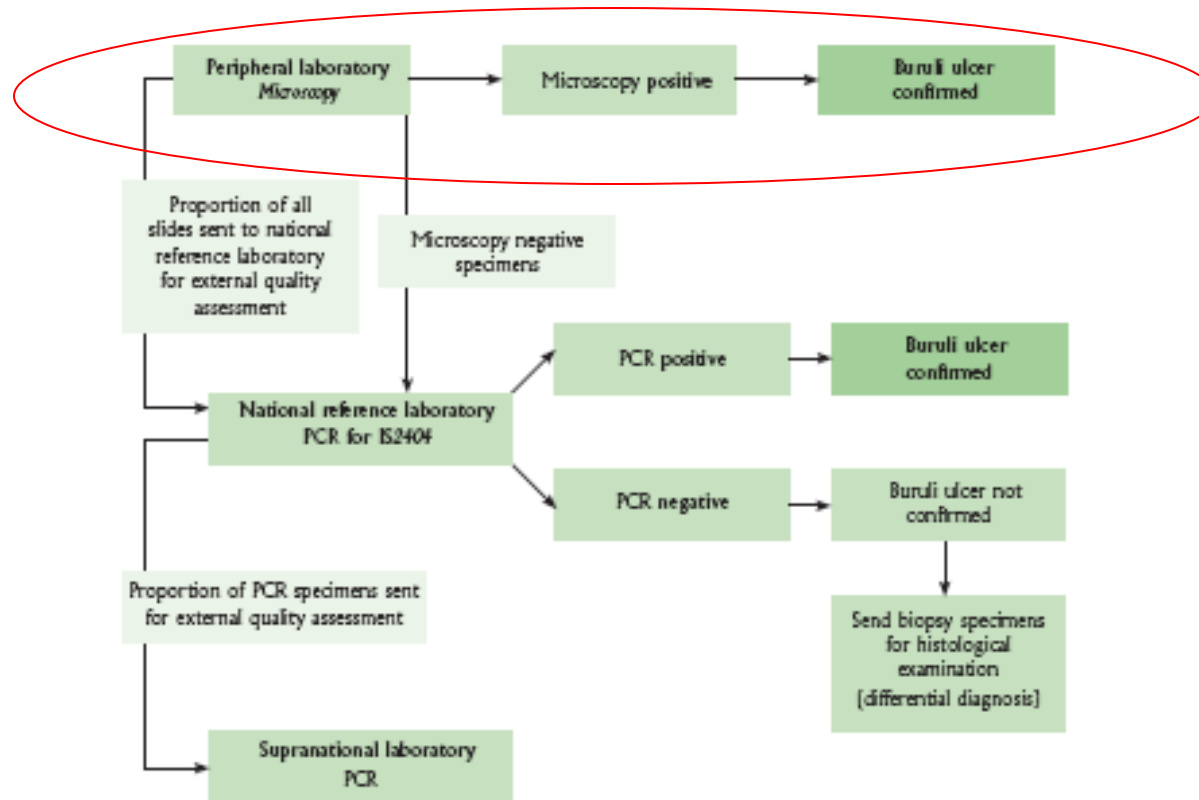 Peripheral laboratory
Microscopy
Microscopy positive
Buruli ulcer
confirmed
Proportion of all
slides sent to national
reference laboratory
for external quality
assessment
Microscopy negative
specimens
PCR positive
Buruli ulcer
confirmed
National reference laboratory
PCR for IS2404
PCR negative
Buruli ulcer not
confirmed
Proportion of PCR specimens sent
for external quality assessment
Send biopsy specimens
for histological
examination
[differential diagnosis]
Supranational laboratory
PCR